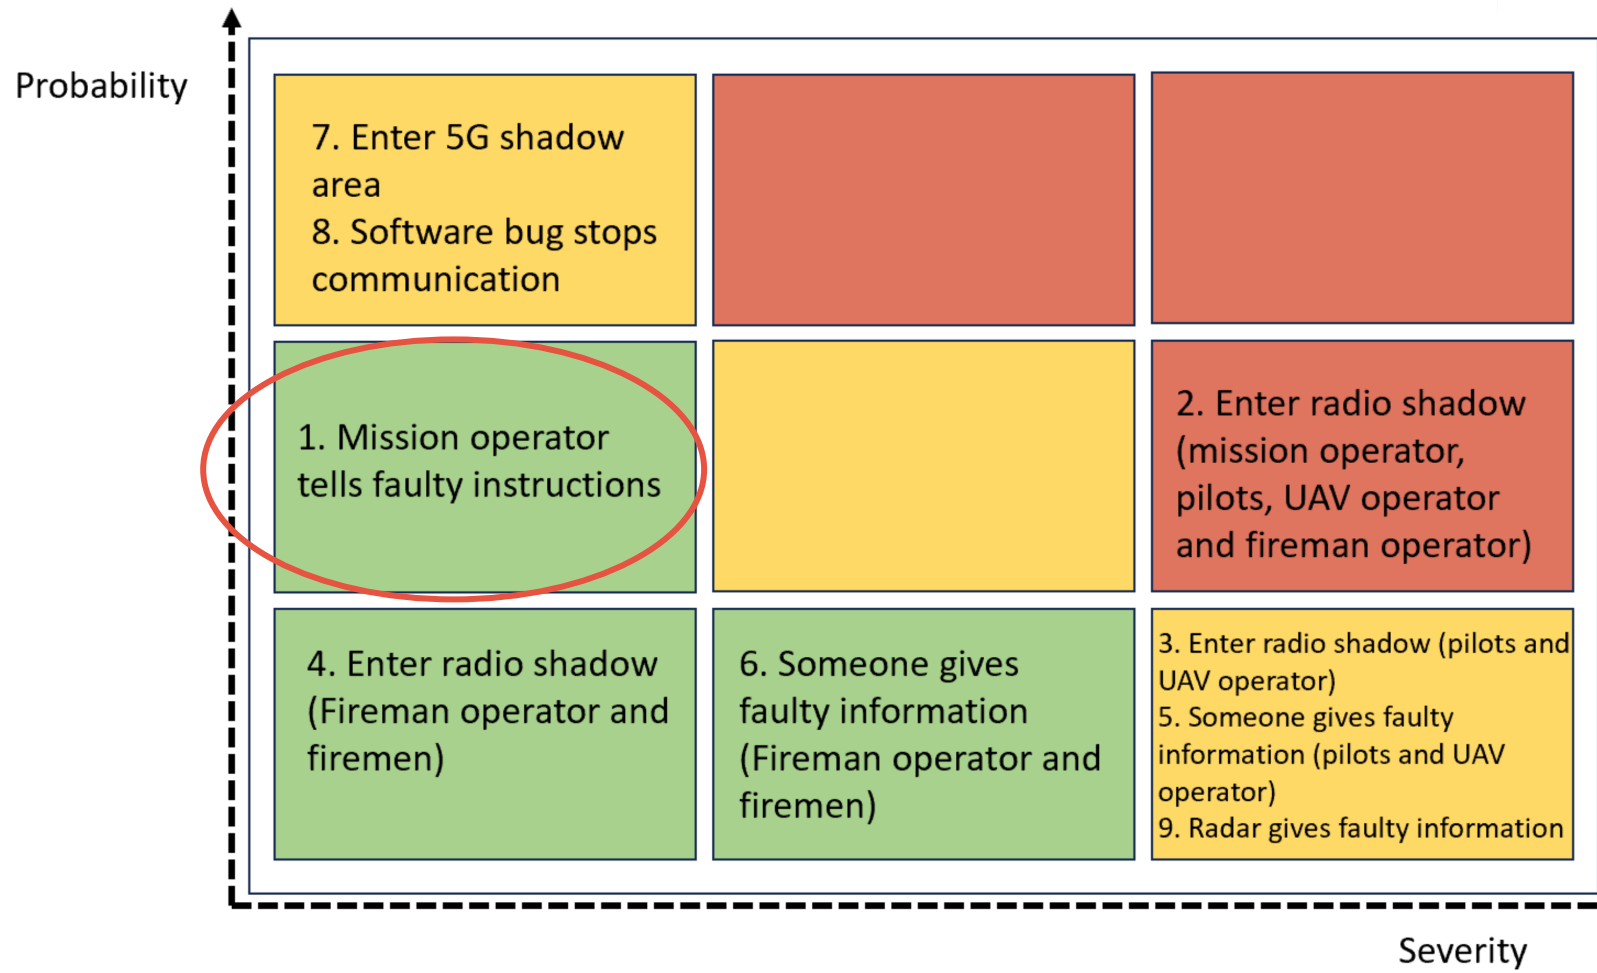 Probability
7. Enter 5G shadow
area
8. Software bug stops
communication
1. Mission operator
tells faulty instructions
2. Enter radio shadow
(mission operator,
pilots, UAV operator
and fireman operator)
4. Enter radio shadow
(Fireman operator and
firemen)
6. Someone gives
faulty information
(Fireman operator and
firemen)
3. Enter radio shadow (pilots and
UAV operator)
5. Someone gives faulty
information (pilots and UAV
operator)
9. Radar gives faulty information
Severity